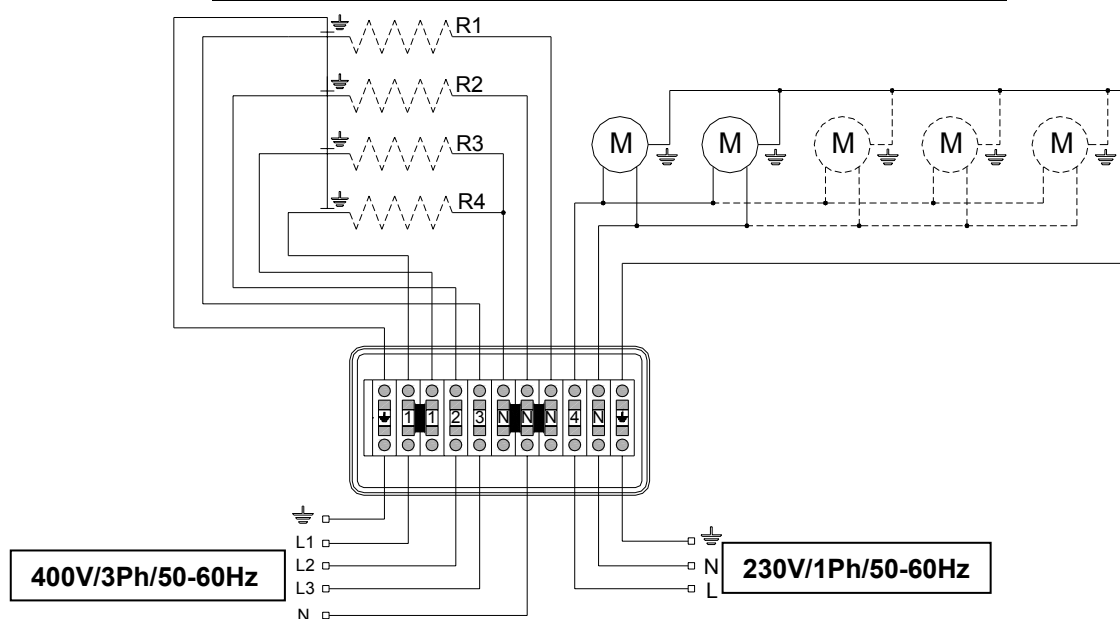 R1
R2
R3
R4
M M M M M
1 1 2 3 N N N 4 N
L1
L2
L3
N
400V/3Ph/50-60Hz
N
L
230V/1Ph/50-60Hz